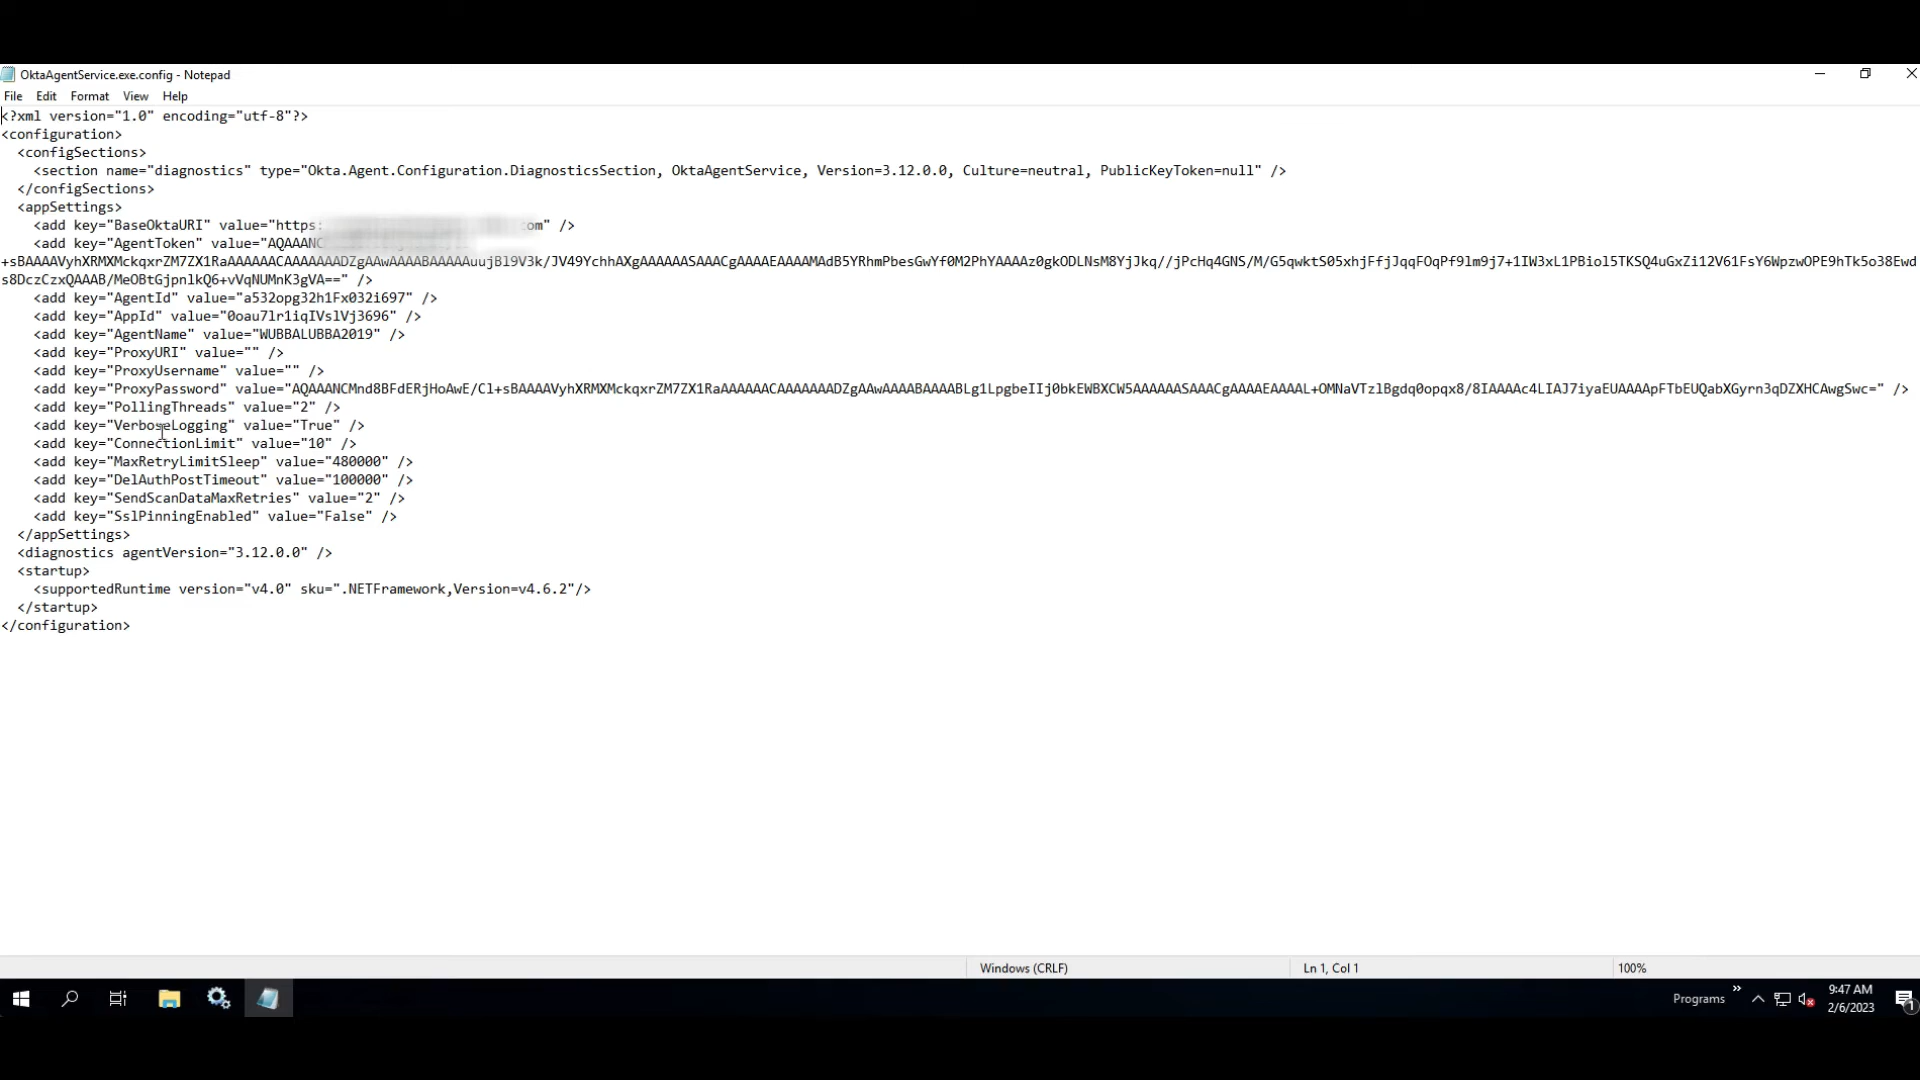 OktaAgentService.exe.config - Notepad
File Edit Format View Help
<?xml version="1.0" encoding="utf-8"?>
<configuration>
<configSections>
<section name="diagnostics" type="Okta.Agent.Configuration.DiagnosticsSection, OktaAgentService, Version=3.12.0.0, Culture=neutral, PublicKeyToken=null" />
</configSections>
<appSettings>
<add key="BaseOktaURI" value="https: om" />
<add key="AgentToken" value="AQAAANC
+sBAAAAVyhXRMXMckqxrZM7ZX1RaAAAAAACAAAAAAADZgAAwAAAABAAAAAuujBl9V3k/JV49YchhAXgAAAAAASAAACgAAAAEAAAAMAdB5YRhmPbesGwYf0M2PhYAAAAz0gkODLNsM8YjJkq//jPcHq4GNS/M/G5qwktS05xhjFfjJqqFOqPf9lm9j7+1IW3xL1PBiol5TKSQ4uGxZi12V61FsY6WpzwOPE9hTk5o38Ewd
s8DczCzxQAAAB/MeOBtGjpnlkQ6+vVqNUMnK3gVA==" />
<add key="AgentId" value="a532opg32h1Fx032i697" />
<add key="AppId" value="0oau7lr1iqIVslVj3696" />
<add key="AgentName" value="WUBBALUBBA2019" />
<add key="ProxyURI" value="" />
<add key="ProxyUsername" value="" />
<add key="ProxyPassword" value="AQAAANCMnd8BFdERjHoAwE/Cl+sBAAAAVyhXRMXMckqxrZM7ZX1RaAAAAAACAAAAAAADZgAAwAAAABAAAABLg1LpgbeIIj0bkEWBXCW5AAAAAASAAACgAAAAEAAAAL+OMNaVTzlBgdq0opqx8/8IAAAAc4LIAJ7iyaEUAAAApFTbEUQabXGyrn3qDZXHCAwgSwc=" />
<add key="PollingThreads" value="2" />
<add key="VerboseLogging" value="True" />
<add key="ConnectionLimit" value="10" />
<add key="MaxRetryLimitSleep" value="480000" />
<add key="DelAuthPostTimeout" value="100000" />
<add key="SendScanDataMaxRetries" value="2" />
<add key="SslPinningEnabled" value="False" />
</appSettings>
<diagnostics agentVersion="3.12.0.0" />
<startup>
<supportedRuntime version="v4.0" sku=".NETFramework,Version=v4.6.2"/>
</startup>
</configuration>
Windows (CRLF) Ln 1, Col 1 100%
Programs » 9:47 AM
2/6/2023
1